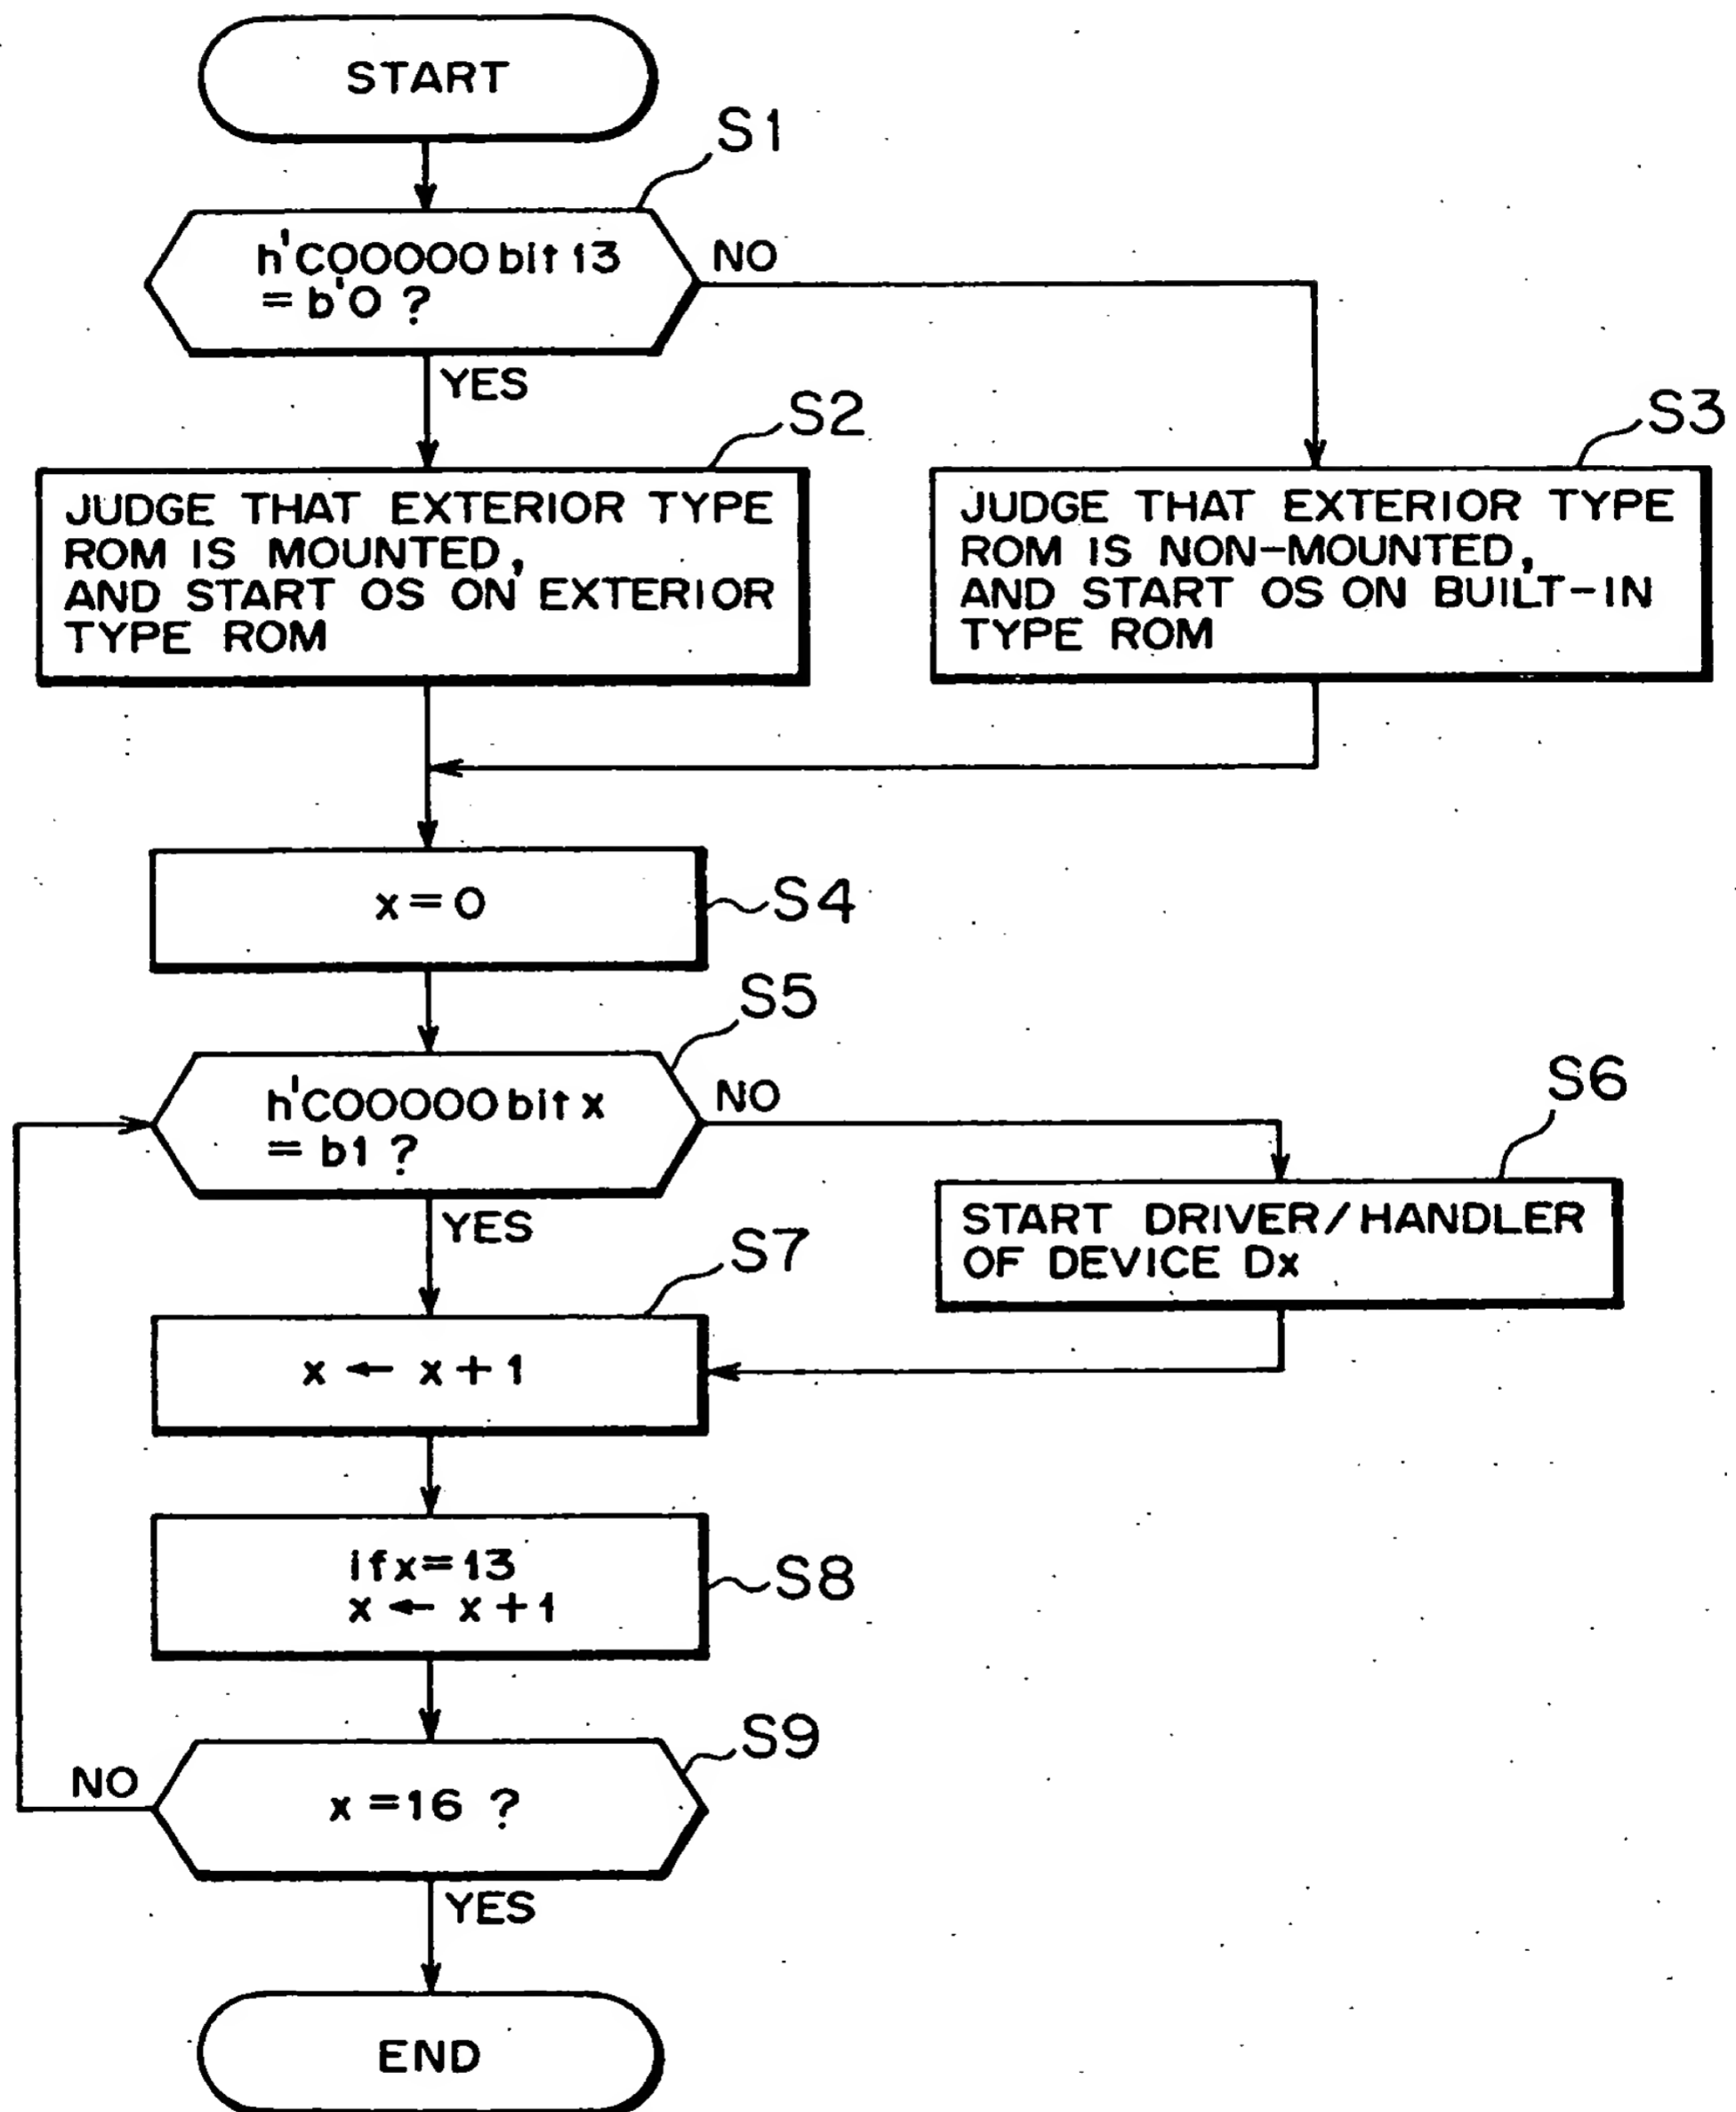 START
S1
h'C00000 bit 13
= b'0 ?
NO
YES
S2
S3
JUDGE THAT EXTERIOR TYPE
ROM IS MOUNTED,
AND START OS ON EXTERIOR
TYPE ROM
JUDGE THAT EXTERIOR TYPE
ROM IS NON-MOUNTED,
AND START OS ON BUILT-IN
TYPE ROM
x = 0
S4
S5
h'C00000 bit x
= b1 ?
NO
S6
YES
START DRIVER/HANDLER
OF DEVICE Dx
S7
x ← x + 1
if x = 13
x ← x + 1
S8
S9
NO
x = 16 ?
YES
END